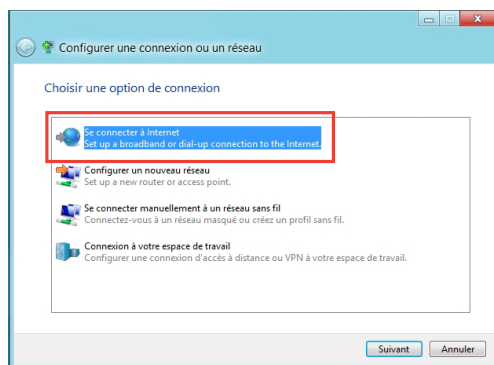 Configurer une connexion ou un réseau
Choisir une option de connexion
Se connecter à Internet
Set up a broadband or dial-up connection to the Internet.
Configurer un nouveau réseau
Set up a new router or access point.
Se connecter manuellement à un réseau sans fil
Connectez-vous à un réseau masqué ou créez un profil sans fil.
Connexion à votre espace de travail
Configurer une connexion d'accès à distance ou VPN à votre espace de travail.
Suivant
Annuler